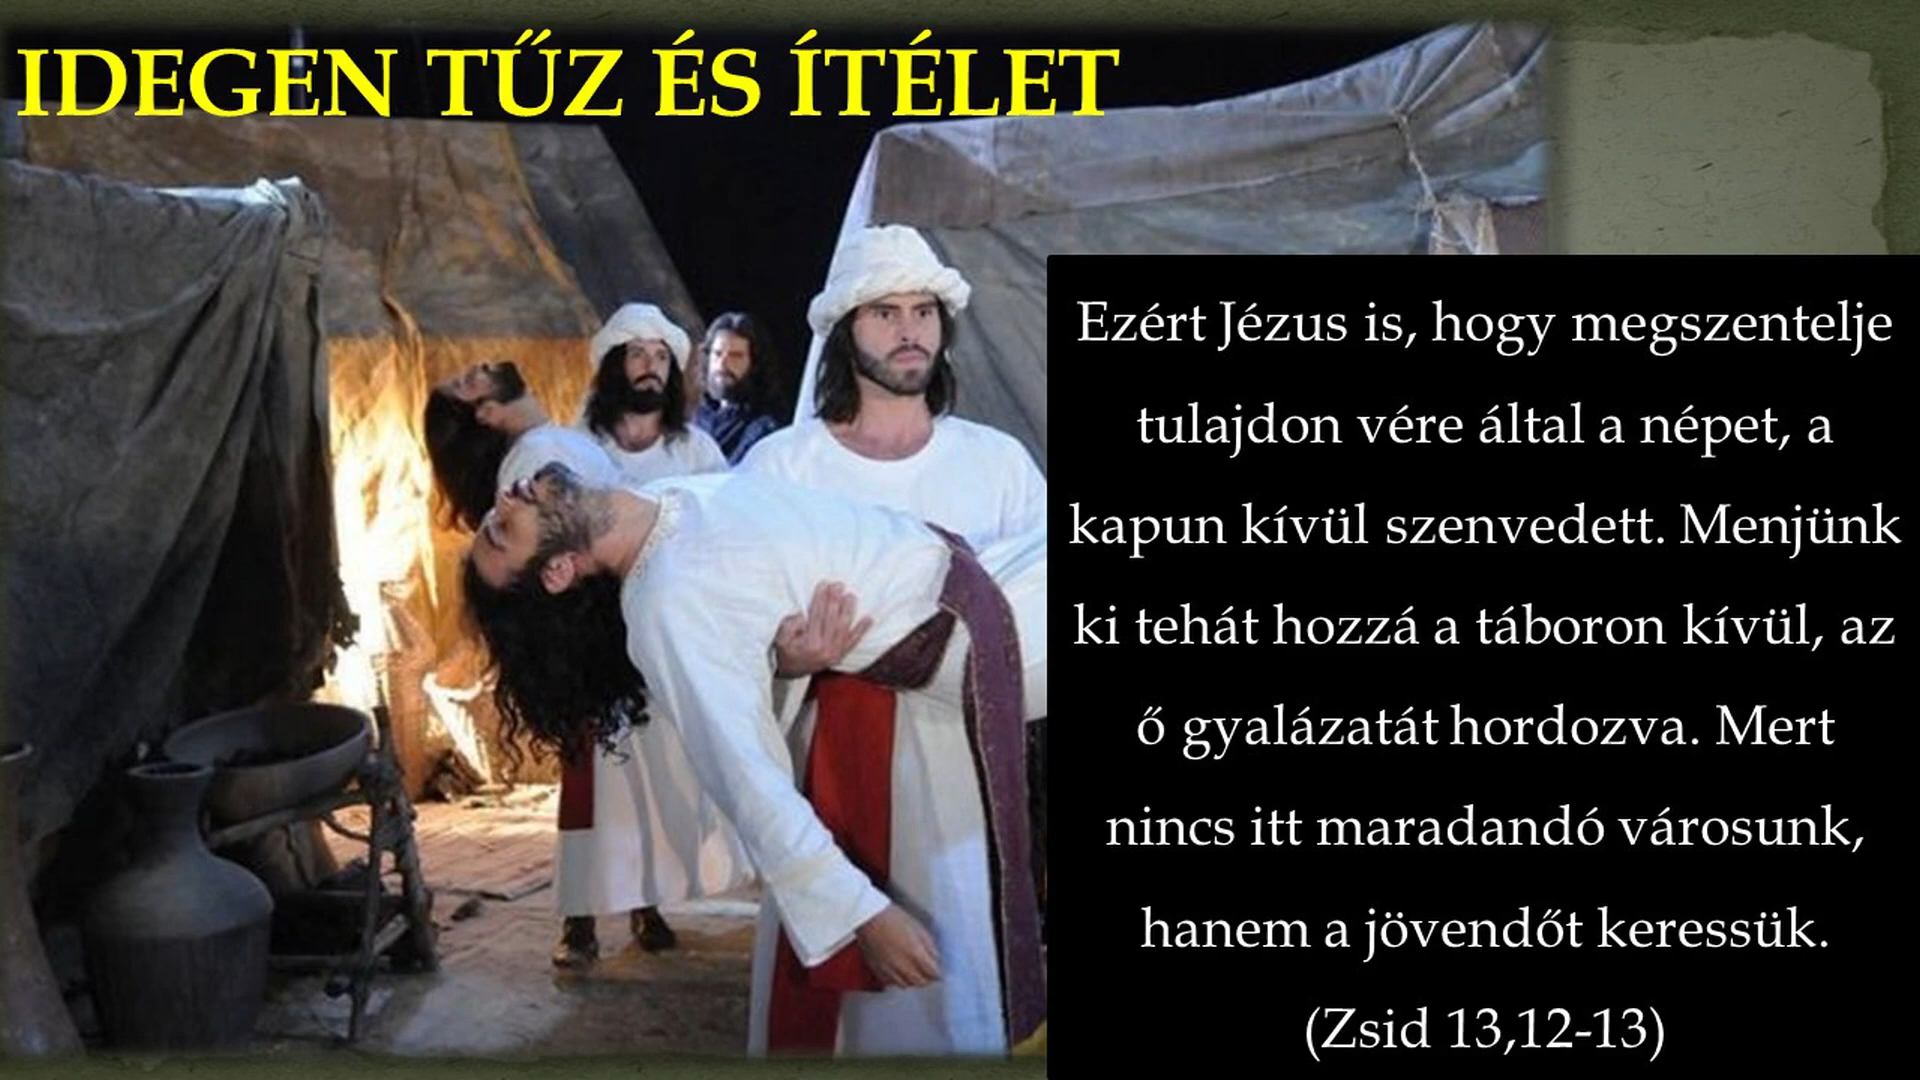 IDEGEN TŰZ ÉS ÍTÉLET
Ezért Jézus is, hogy megszentelje
tulajdon vére által a népet, a
kapun kívül szenvedett. Menjünk
ki tehát hozzá a táboron kívül, az
ő gyalázatát hordozva. Mert
nincs itt maradandó városunk,
hanem a jövendőt keressük.
(Zsid 13,12-13)